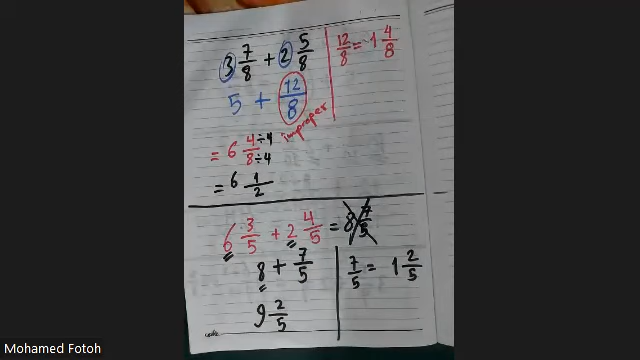 3 7/8 + 2 5/8
12/8 = 1 4/8
5 + 12/8
improper
= 6 4÷4/8÷4
= 6 1/2
6 3/5 + 2 4/5 = 8 7/5
8 + 7/5
7/5 = 1 2/5
9 2/5
Mohamed Fotoh